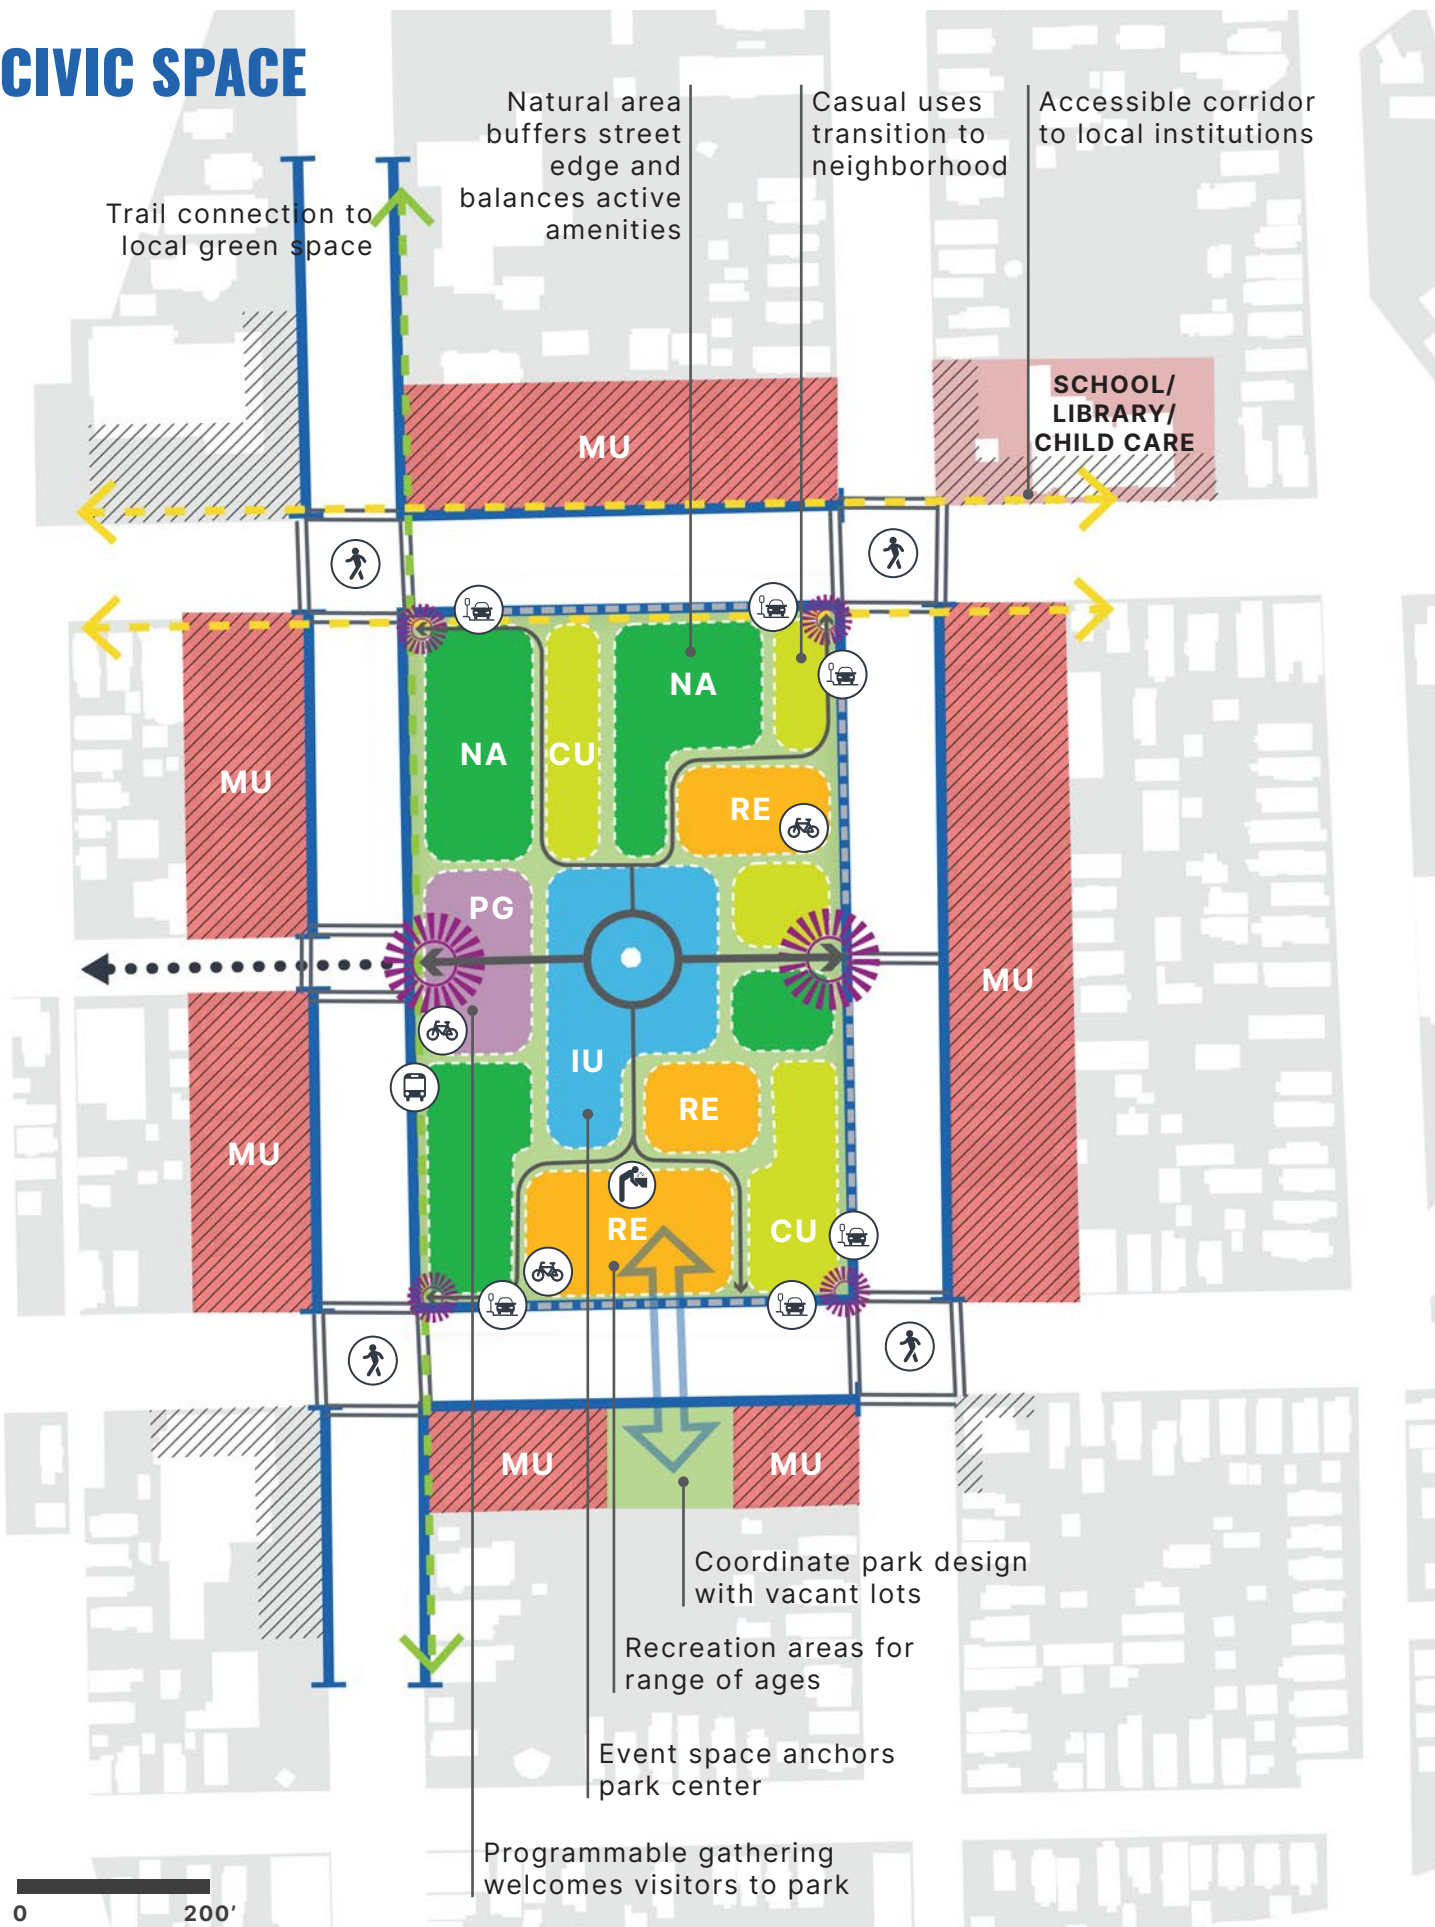 CIVIC SPACE
Natural area
buffers street
edge and
balances active
amenities
Casual uses
transition to
neighborhood
Accessible corridor
to local institutions
Trail connection to
local green space
SCHOOL/
LIBRARY/
CHILD CARE
MU
NA
NA
CU
MU
RE
PG
MU
IU
RE
MU
RE
CU
MU
MU
Coordinate park design
with vacant lots
Recreation areas for
range of ages
Event space anchors
park center
Programmable gathering
welcomes visitors to park
0
200’